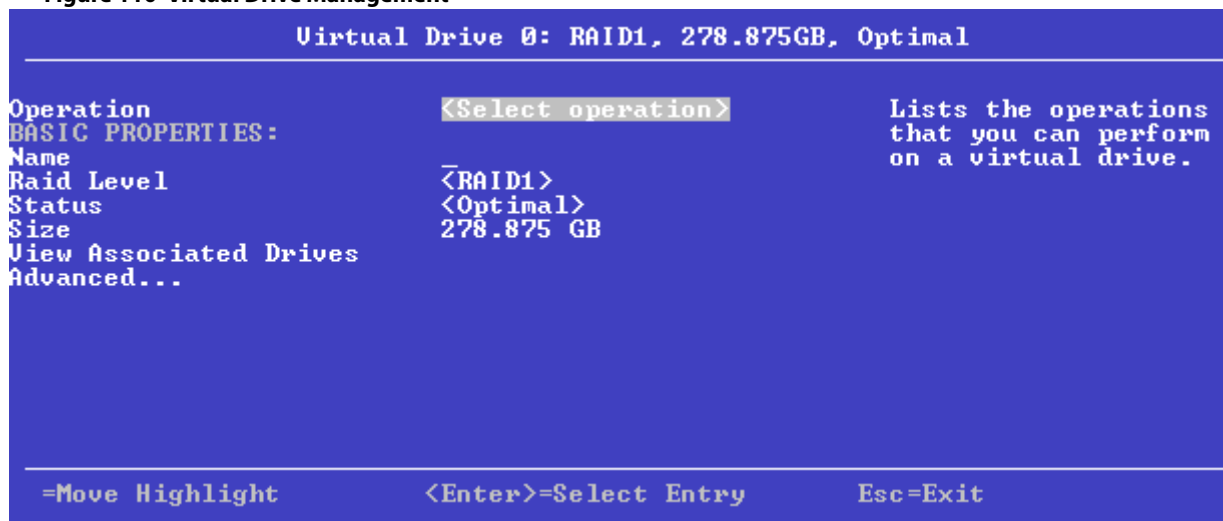 Virtual Drive 0: RAID1, 278.875GB, Optimal
Operation <Select operation> Lists the operations
BASIC PROPERTIES: that you can perform
Name _ on a virtual drive.
Raid Level <RAID1>
Status <Optimal>
Size 278.875 GB
View Associated Drives
Advanced...
=Move Highlight <Enter>=Select Entry Esc=Exit